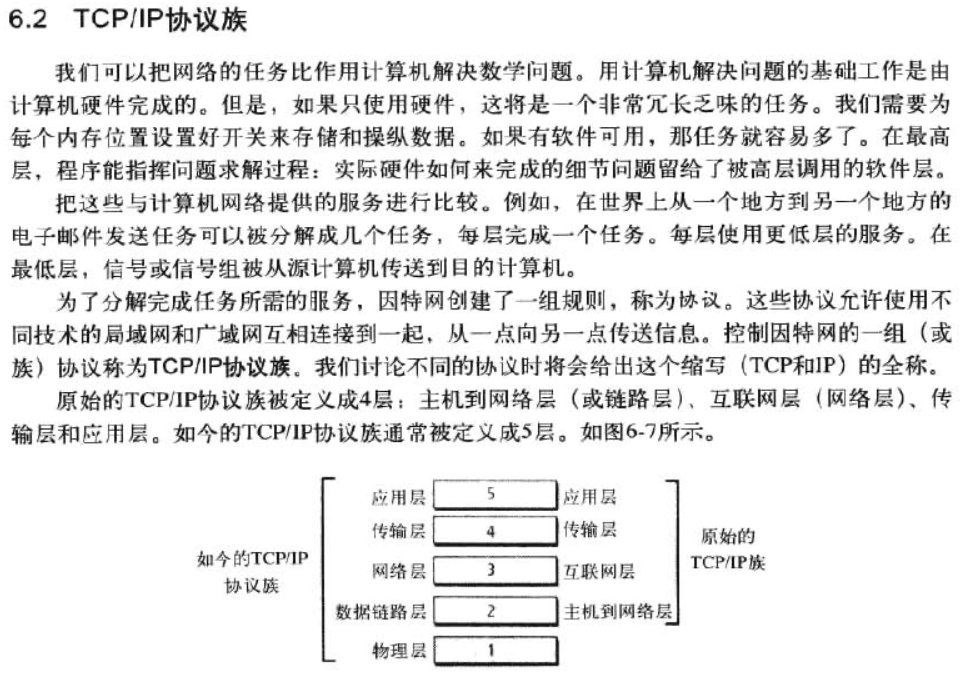 6.2 TCP/IP协议族
我们可以把网络的任务比作用计算机解决数学问题。用计算机解决问题的基础工作是由
计算机硬件完成的。但是，如果只使用硬件，这将是一个非常冗长乏味的任务。我们需要为
每个内存位置设置好开关来存储和操纵数据。如果有软件可用，那任务就容易多了。在最高
层，程序能指挥问题求解过程；实际硬件如何来完成的细节问题留给了被高层调用的软件层。
把这些与计算机网络提供的服务进行比较。例如，在世界上从一个地方到另一个地方的
电子邮件发送任务可以被分解成几个任务，每层完成一个任务。每层使用更低层的服务。在
最低层，信号或信号组被从源计算机传送到目的计算机。
为了分解完成任务所需的服务，因特网创建了一组规则，称为协议。这些协议允许使用不
同技术的局域网和广域网互相连接到一起，从一点向另一点传送信息。控制因特网的一组（或
族）协议称为TCP/IP协议族。我们讨论不同的协议时将会给出这个缩写（TCP和IP）的全称。
原始的TCP/IP协议族被定义成4层：主机到网络层（或链路层）、互联网层（网络层）、传
输层和应用层。如今的TCP/IP协议族通常被定义成5层。如图6-7所示。
应用层 5 应用层
传输层 4 传输层
原始的
如今的TCP/IP
TCP/IP族
网络层 3 互联网层
协议族
数据链路层 2 主机到网络层
物理层 1